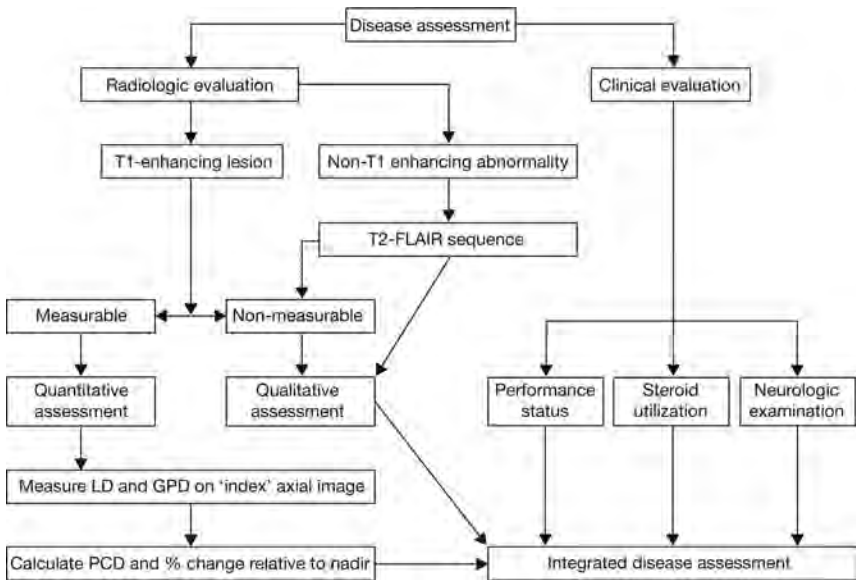 Disease assessment
Radiologic evaluation
Clinical evaluation
T1-enhancing lesion
Non-T1 enhancing abnormality
T2-FLAIR sequence
Measurable
Non-measurable
Quantitative
assessment
Qualitative
assessment
Performance
status
Steroid
utilization
Neurologic
examination
Measure LD and GPD on 'index' axial image
Calculate PCD and % change relative to nadir
Integrated disease assessment